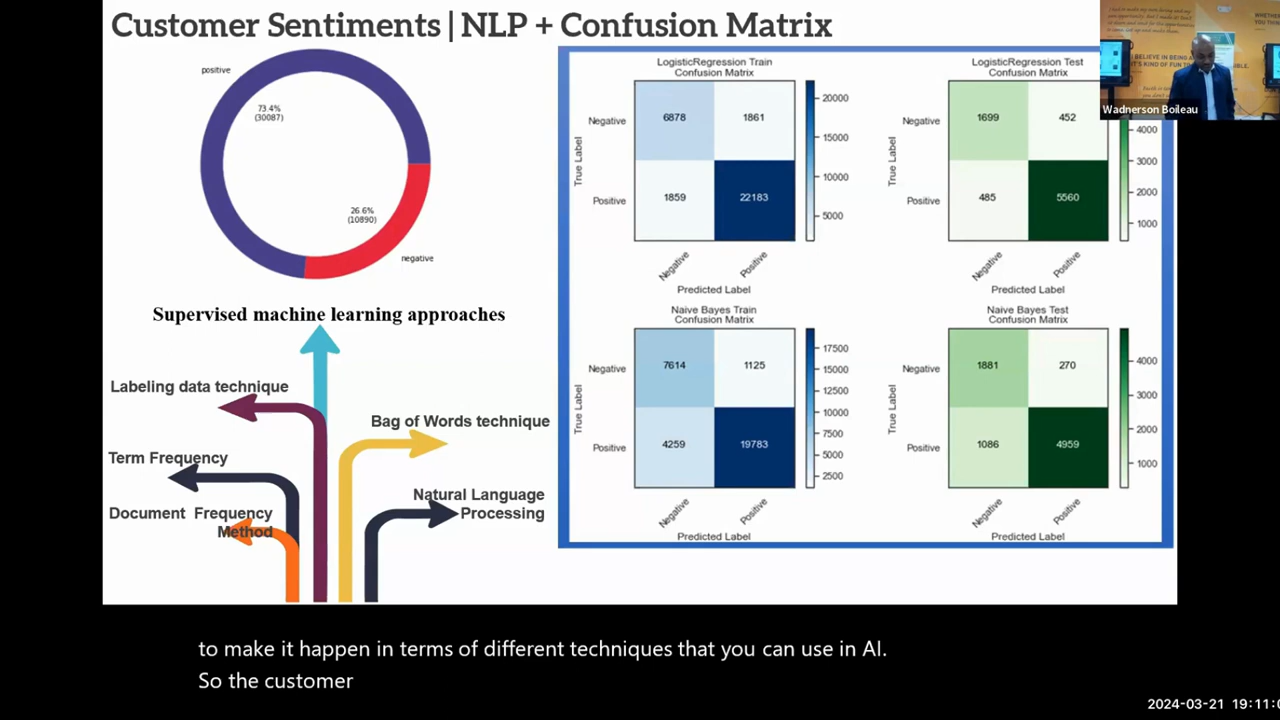 Customer Sentiments | NLP + Confusion Matrix
positive
73.4%
(30087)
26.6%
(10890)
negative
Supervised machine learning approaches
Labeling data technique
Bag of Words technique
Term Frequency
Natural Language
Processing
Document Frequency
Method
LogisticRegression Train
Confusion Matrix
True Label
Negative
Positive
6878
1861
1859
22183
20000
15000
10000
5000
Negative
Positive
Predicted Label
LogisticRegression Test
Confusion Matrix
True Label
Negative
Positive
1699
452
485
5560
4000
3000
2000
1000
Negative
Positive
Predicted Label
Naive Bayes Train
Confusion Matrix
True Label
Negative
Positive
7614
1125
4259
19783
17500
15000
12500
10000
7500
5000
2500
Negative
Positive
Predicted Label
Naive Bayes Test
Confusion Matrix
True Label
Negative
Positive
1881
270
1086
4959
4000
3000
2000
1000
Negative
Positive
Predicted Label
I BELIEVE IN BEING
KIND OF FUN TO
Wadnerson Boileau
to make it happen in terms of different techniques that you can use in AI.
So the customer
2024-03-21 19:11: